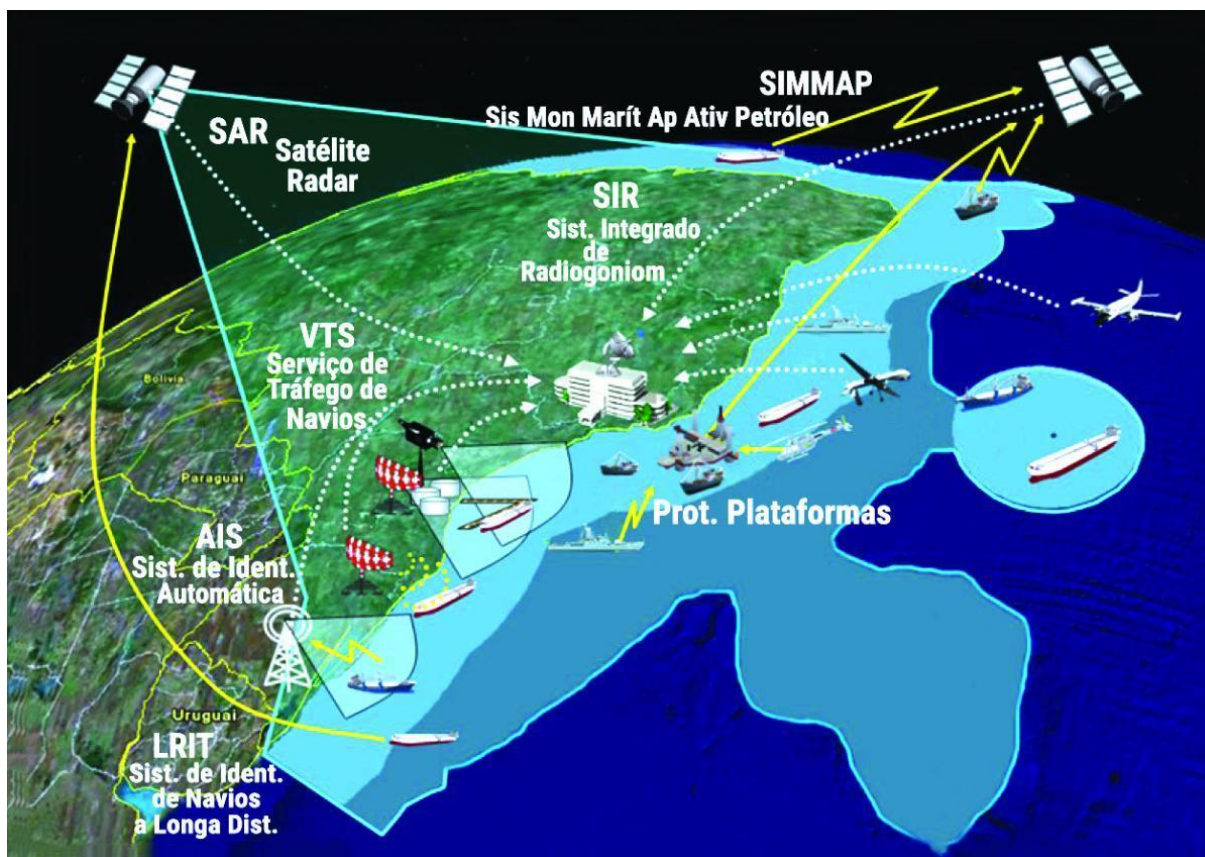 SIMMAP
Sis Mon Marít Ap Ativ Petróleo
SAR
Satélite
Radar
SIR
Sist. Integrado
de
Radiogoniom
VTS
Serviço de
Tráfego de
Navios
Bolívia
Paraguai
Prot. Plataformas
AIS
Sist. de Ident.
Automática
Uruguai
LRIT
Sist. de Ident.
de Navios
a Longa Dist.